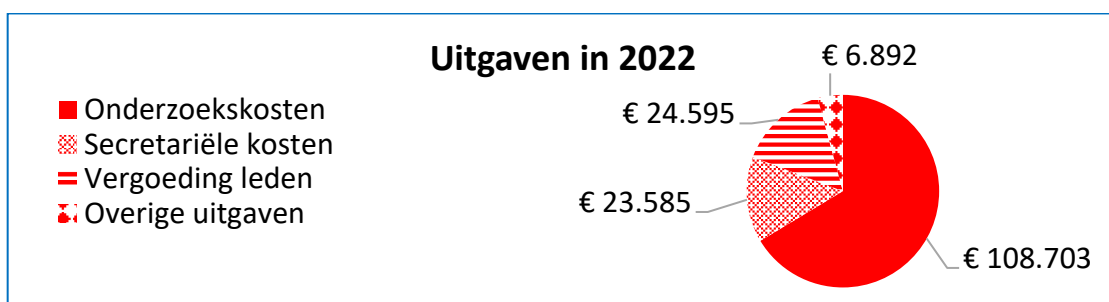 Uitgaven in 2022
Onderzoekskosten
Secretariële kosten
Vergoeding leden
Overige uitgaven
€ 6.892
€ 24.595
€ 23.585
€ 108.703